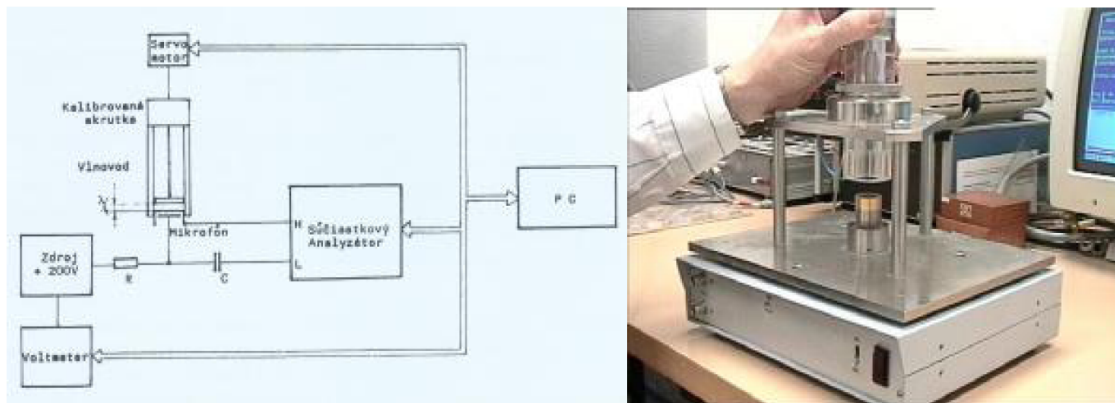 Servo
motor
Kalibrovaná
skrutka
Vlnovod
Mikrofón
H
Súčiastkový
Analyzátor
L
P C
Zdroj
+ 200V
R
C
Voltmeter